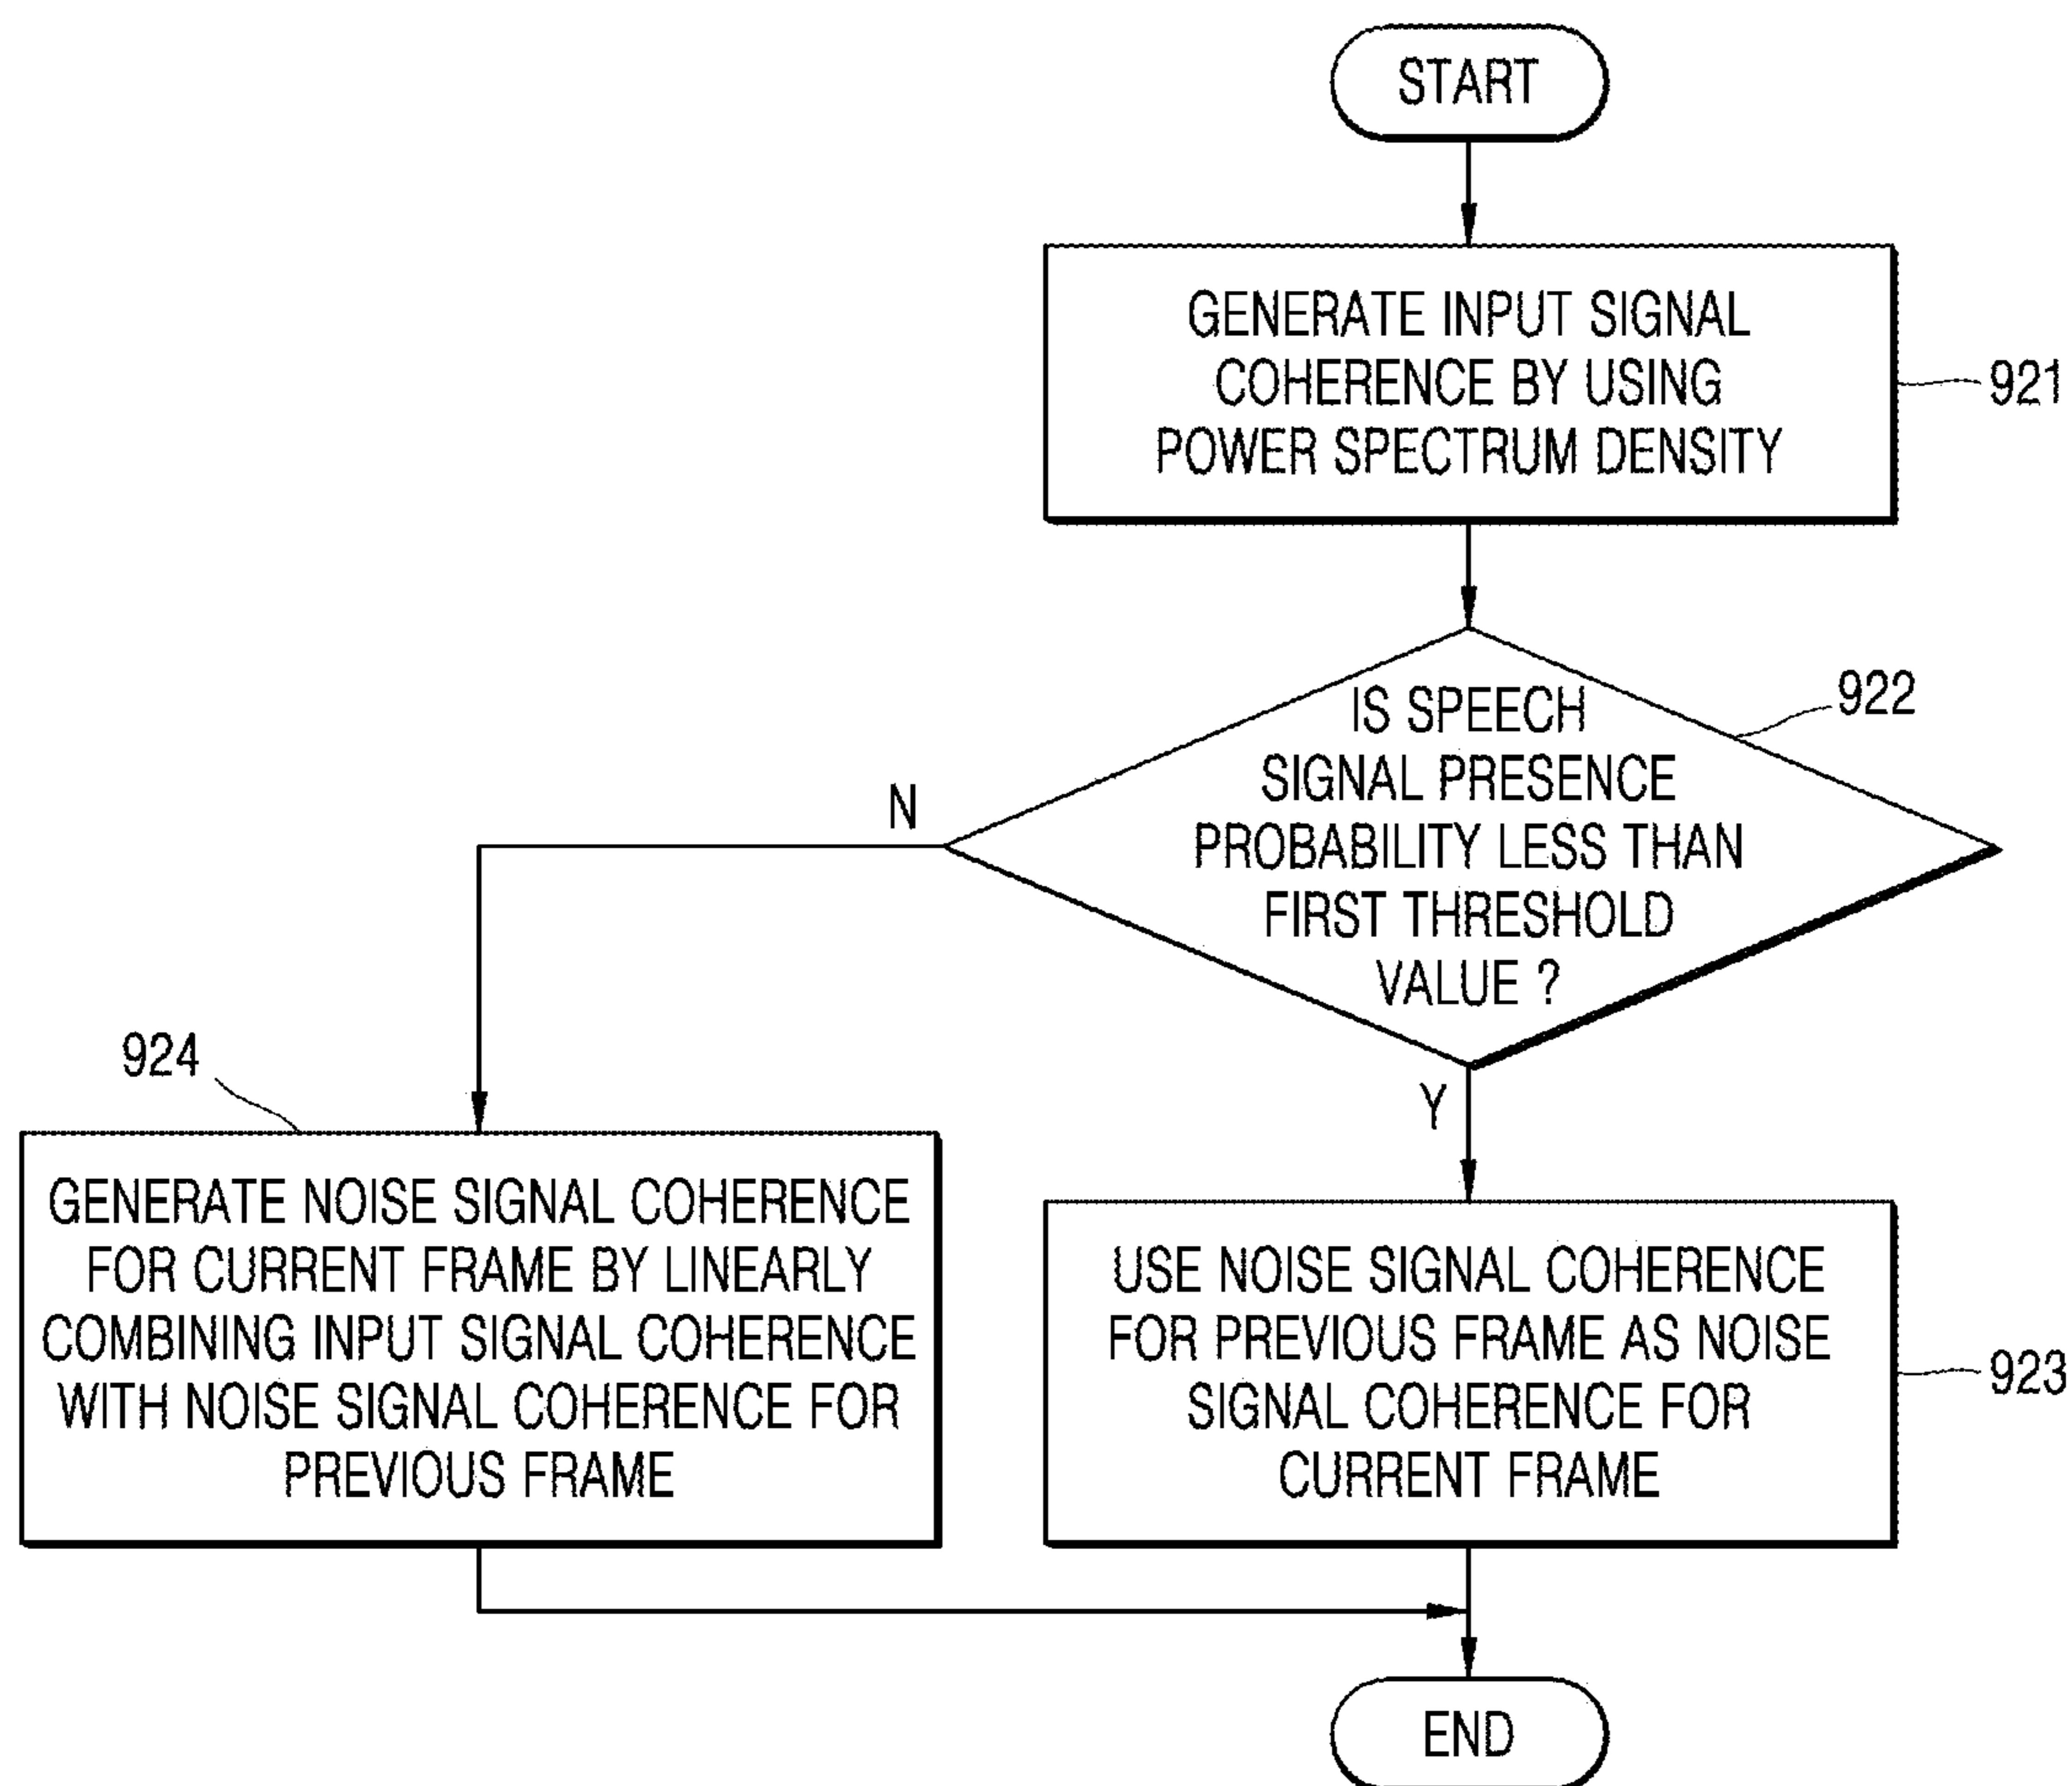 START
GENERATE INPUT SIGNAL
COHERENCE BY USING
POWER SPECTRUM DENSITY
921
IS SPEECH
SIGNAL PRESENCE
PROBABILITY LESS THAN
FIRST THRESHOLD
VALUE ?
922
N
Y
924
GENERATE NOISE SIGNAL COHERENCE
FOR CURRENT FRAME BY LINEARLY
COMBINING INPUT SIGNAL COHERENCE
WITH NOISE SIGNAL COHERENCE FOR
PREVIOUS FRAME
USE NOISE SIGNAL COHERENCE
FOR PREVIOUS FRAME AS NOISE
SIGNAL COHERENCE FOR
CURRENT FRAME
923
END